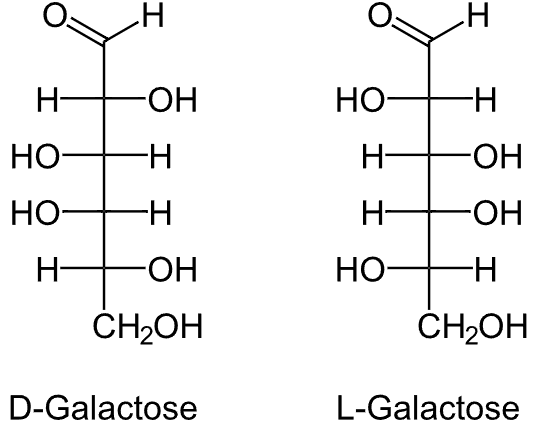 O H O H
H OH HO H
HO H H OH
HO H H OH
H OH HO H
CH₂OH CH₂OH
D-Galactose L-Galactose